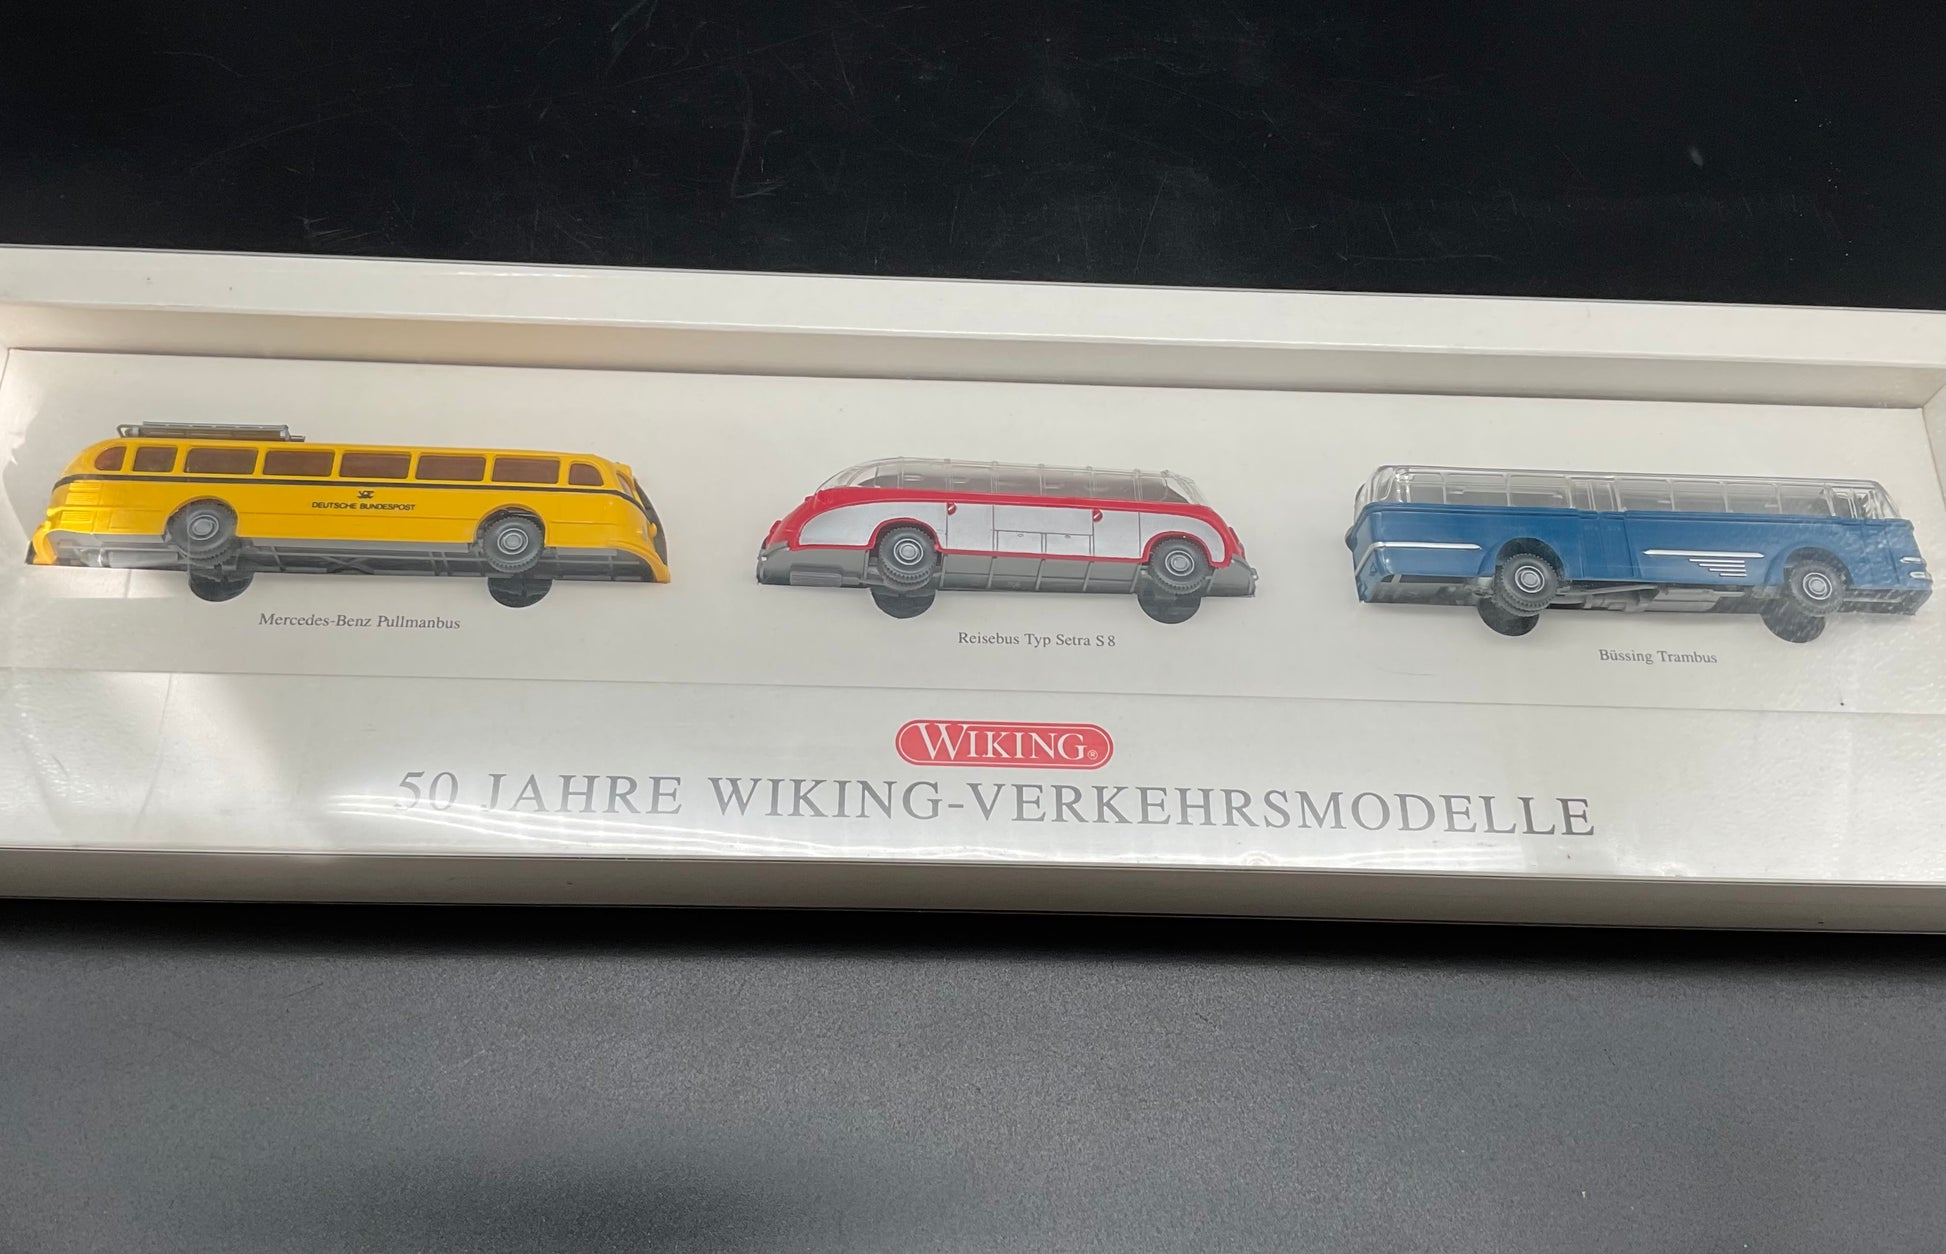 DEUTSCHE BUNDESPOST
Mercedes-Benz Pullmanbus
Reisebus Typ Setra S 8
Büssing Trambus
WIKING®
50 JAHRE WIKING-VERKEHRSMODELLE